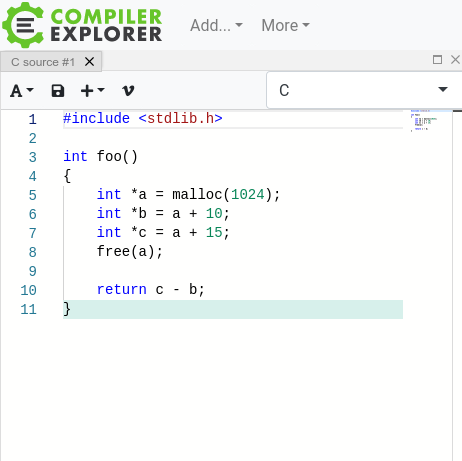 COMPILER
EXPLORER
Add... More
C source #1
A
C
1 #include <stdlib.h>
2
3 int foo()
4 {
5     int *a = malloc(1024);
6     int *b = a + 10;
7     int *c = a + 15;
8     free(a);
9
10     return c - b;
11 }